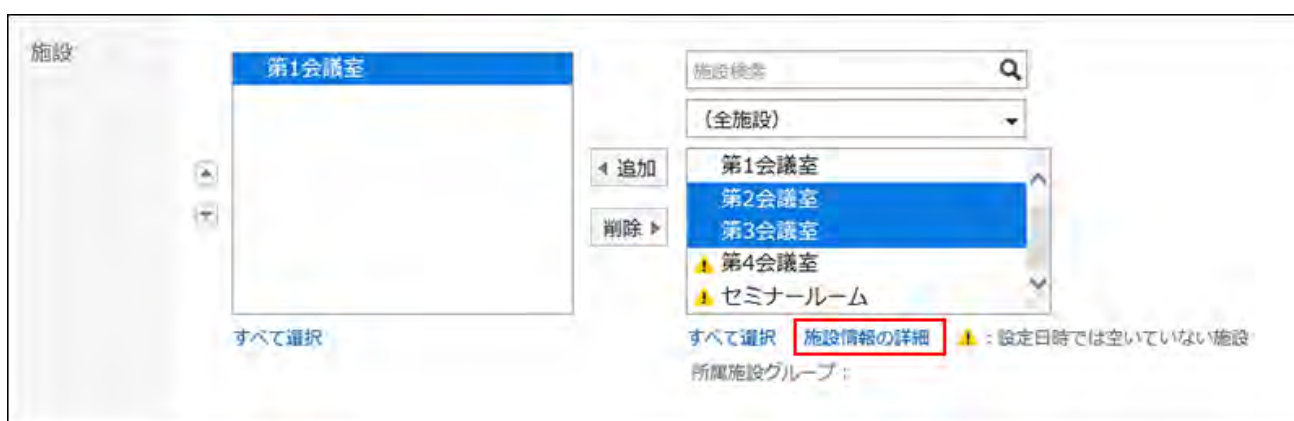 施設
第1会議室
施設検索
(全施設)
◀ 追加
削除 ▶
第1会議室
第2会議室
第3会議室
第4会議室
セミナールーム
すべて選択
すべて選択 施設情報の詳細 ：設定日時では空いていない施設
所属施設グループ：